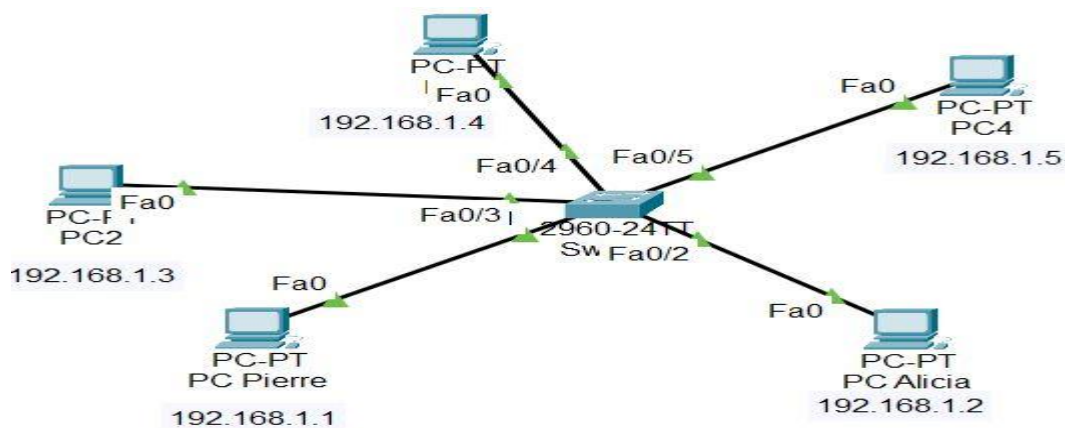 PC-PT
Fa0
192.168.1.4
Fa0
PC-PT
PC4
192.168.1.5
Fa0/4
Fa0/5
Fa0
PC2
192.168.1.3
Fa0/3
2960-24TT
Fa0/2
Fa0
PC-PT
PC Pierre
192.168.1.1
Fa0
PC-PT
PC Alicia
192.168.1.2